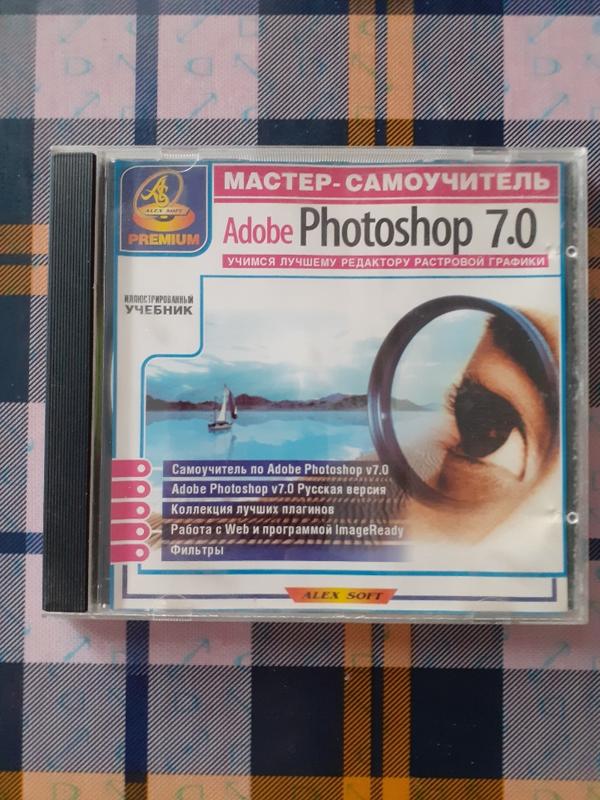 МАСТЕР-САМОУЧИТЕЛЬ
ALEX SOFT
PREMIUM
Adobe Photoshop 7.0
УЧИМСЯ ЛУЧШЕМУ РЕДАКТОРУ РАСТРОВОЙ ГРАФИКИ
ИЛЛЮСТРИРОВАННЫЙ
УЧЕБНИК
Самоучитель по Adobe Photoshop v7.0
Adobe Photoshop v7.0 Русская версия
Коллекция лучших плагинов
Работа с Web и программой ImageReady
Фильтры
ALEX SOFT